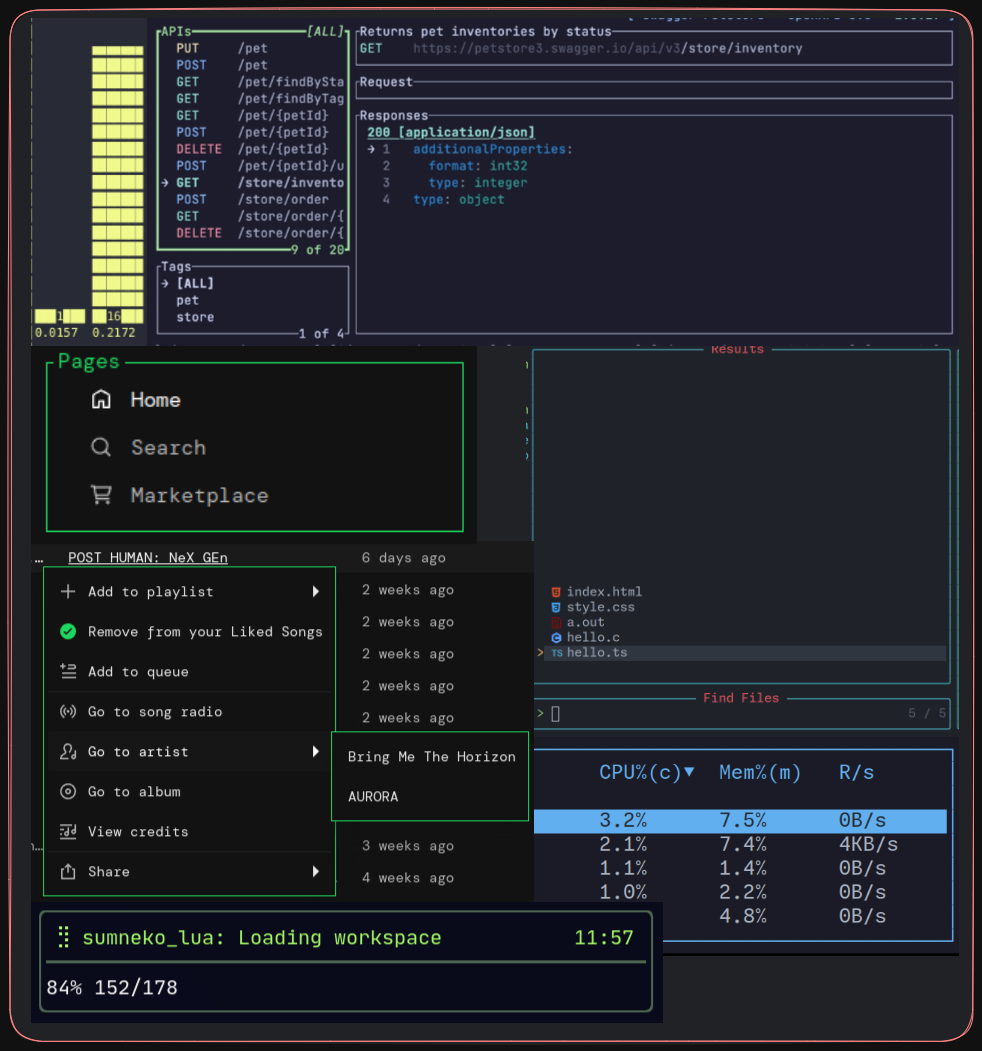 APIs [ALL]
PUT /pet
POST /pet
GET /pet/findBySta
GET /pet/findByTag
GET /pet/{petId}
POST /pet/{petId}
DELETE /pet/{petId}
POST /pet/{petId}/u
→ GET /store/invento
POST /store/order
GET /store/order/{
DELETE /store/order/{
9 of 20
Tags
→ [ALL]
pet
store
1 of 4
1 16
0.0157 0.2172
Returns pet inventories by status
GET https://petstore3.swagger.io/api/v3/store/inventory
Request
Responses
200 [application/json]
→ 1 additionalProperties:
2 format: int32
3 type: integer
4 type: object
Pages
Home
Search
Marketplace
… POST HUMAN: NeX GEn 6 days ago
2 weeks ago
2 weeks ago
2 weeks ago
2 weeks ago
2 weeks ago
3 weeks ago
4 weeks ago
Add to playlist
Remove from your Liked Songs
Add to queue
Go to song radio
Go to artist
Go to album
View credits
Share
Bring Me The Horizon
AURORA
Results
index.html
style.css
a.out
hello.c
> TS hello.ts
Find Files
> 5 / 5
CPU%(c)▼ Mem%(m) R/s
3.2% 7.5% 0B/s
2.1% 7.4% 4KB/s
1.1% 1.4% 0B/s
1.0% 2.2% 0B/s
4.8% 0B/s
sumneko_lua: Loading workspace 11:57
84% 152/178